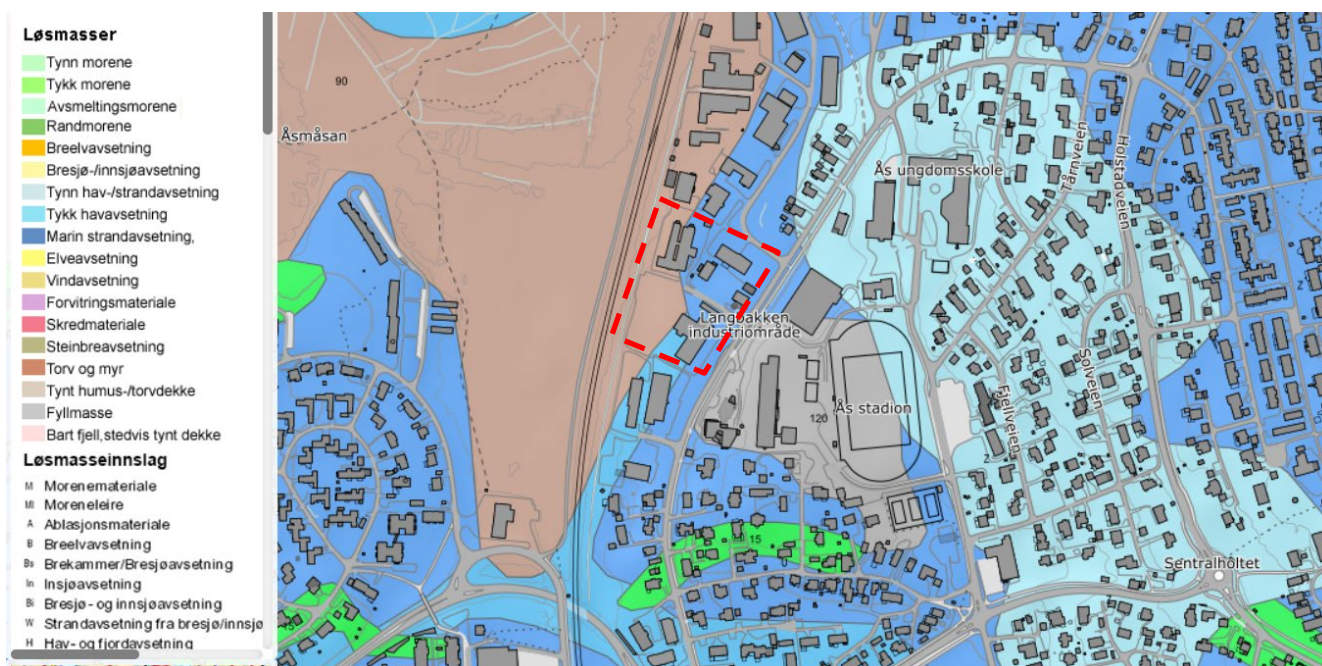 Løsmasser
Tynn morene
Tykk morene
Avsmeltingsmorene
Randmorene
Breelvavsetning
Bresjø-/innsjøavsetning
Tynn hav-/strandavsetning
Tykk havavsetning
Marin strandavsetning,
Elveavsetning
Vindavsetning
Forvitringsmateriale
Skredmateriale
Steinbreavsetning
Torv og myr
Tynt humus-/torvdekke
Fyllmasse
Bart fjell,stedvis tynt dekke
Løsmasseinnslag
M Morenemateriale
Ml Moreneleire
A Ablasjonsmateriale
B Breelvavsetning
Bs Brekammer/Bresjøavsetning
In Insjøavsetning
Bi Bresjø- og innsjøavsetning
W Strandavsetning fra bresjø/innsjø
H Hav- og fjordavsetning
90
Åsmåsan
Ås ungdomsskole
Tårnveien
Holstadveien
Z
Z
Langbakken
industriområde
Solveien
43
Fjellveien
Ås stadion
120
Z
15
Sentralholtet